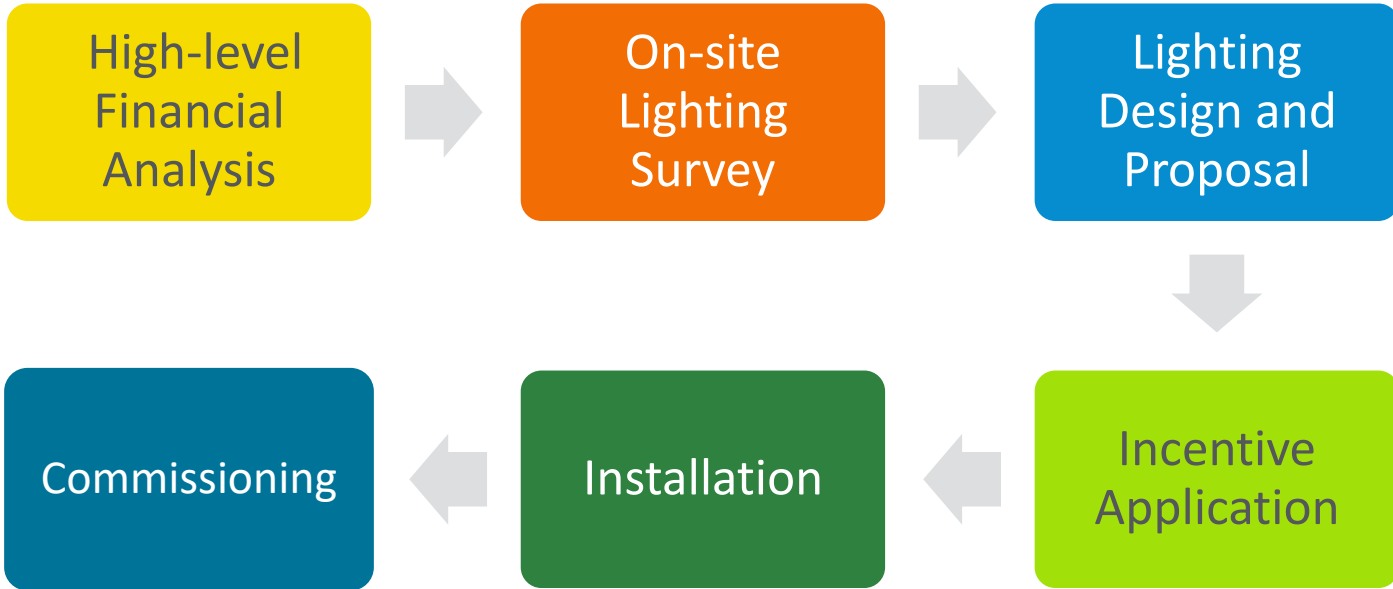 High-level
Financial
Analysis
On-site
Lighting
Survey
Lighting
Design and
Proposal
Incentive
Application
Installation
Commissioning